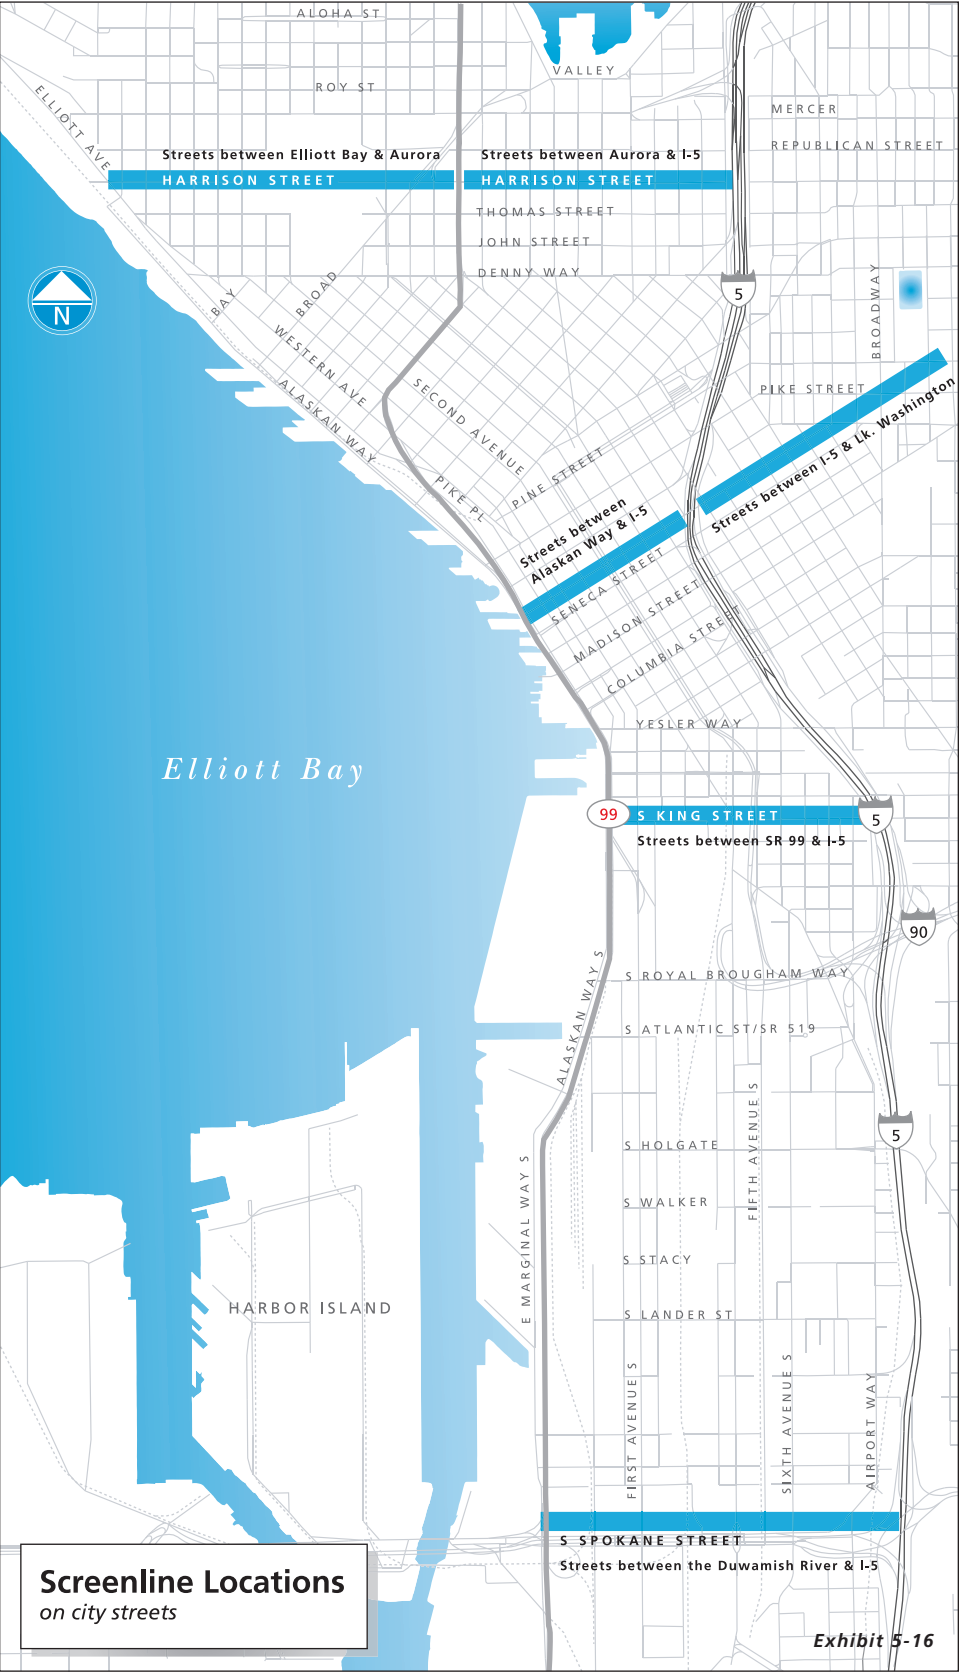 ALOHA ST
VALLEY
ROY ST
ELLIOTT AVE
MERCER
REPUBLICAN STREET
Streets between Elliott Bay & Aurora
Streets between Aurora & I-5
HARRISON STREET
HARRISON STREET
THOMAS STREET
JOHN STREET
DENNY WAY
BAY
BROAD
5
BROADWAY
N
WESTERN AVE
ALASKAN WAY
SECOND AVENUE
PIKE STREET
PIKE PL
PINE STREET
Streets between I-5 & Lk. Washington
Streets between
Alaskan Way & I-5
SENECA STREET
MADISON STREET
COLUMBIA STREET
YESLER WAY
Elliott Bay
99
S KING STREET
5
Streets between SR 99 & I-5
90
ALASKAN WAY S
S ROYAL BROUGHAM WAY
S ATLANTIC ST/SR 519
FIFTH AVENUE S
5
S HOLGATE
E MARGINAL WAY S
S WALKER
S STACY
HARBOR ISLAND
S LANDER ST
FIRST AVENUE S
SIXTH AVENUE S
AIRPORT WAY
S SPOKANE STREET
Streets between the Duwamish River & I-5
Screenline Locations
on city streets
Exhibit 5-16